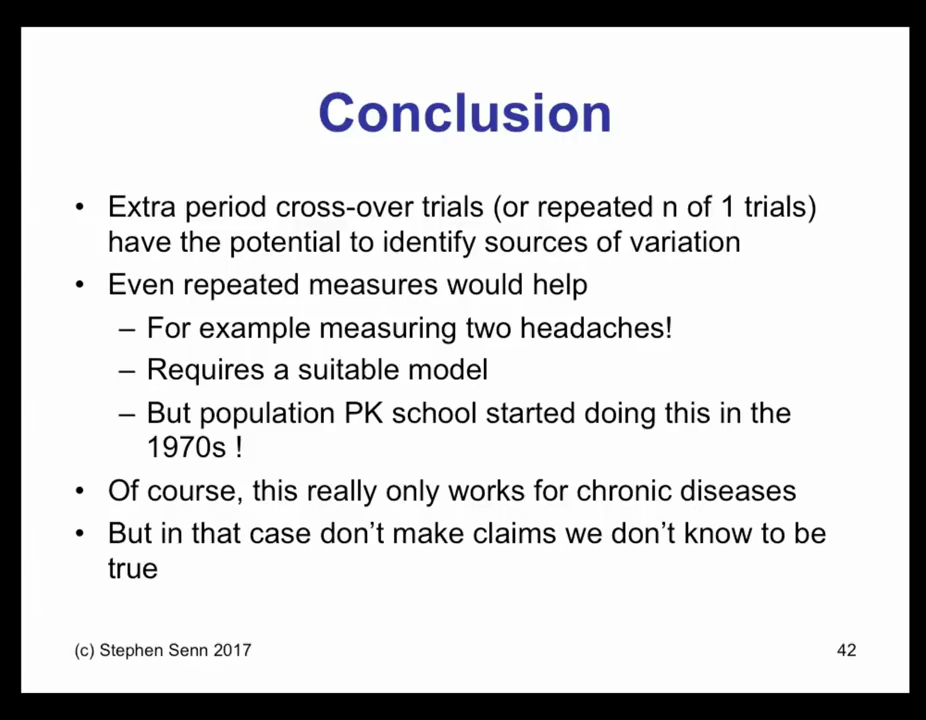 Conclusion
• Extra period cross-over trials (or repeated n of 1 trials)
have the potential to identify sources of variation
• Even repeated measures would help
– For example measuring two headaches!
– Requires a suitable model
– But population PK school started doing this in the
1970s !
• Of course, this really only works for chronic diseases
• But in that case don’t make claims we don’t know to be
true
(c) Stephen Senn 2017
42